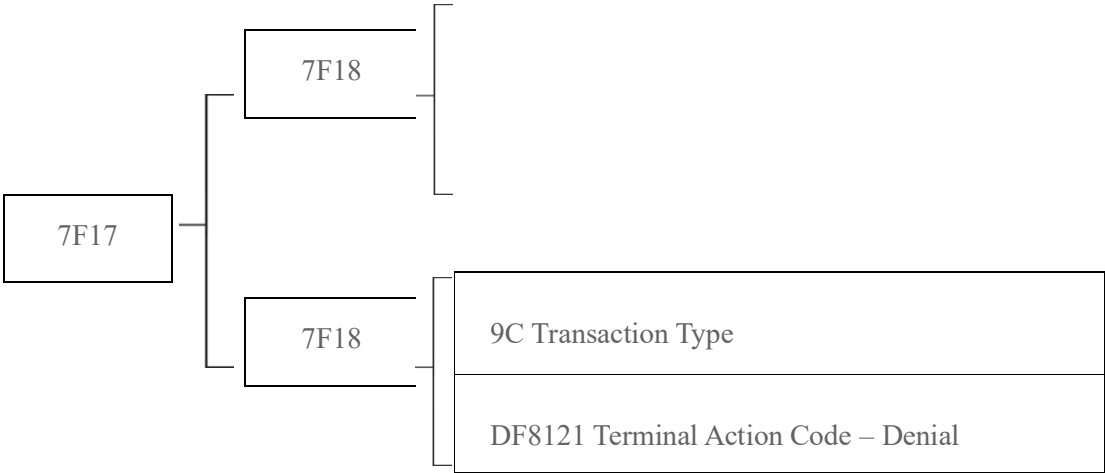 7F18
7F17
7F18
9C Transaction Type
DF8121 Terminal Action Code – Denial